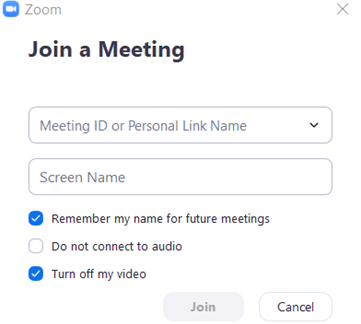 Zoom
Join a Meeting
Meeting ID or Personal Link Name
Screen Name
Remember my name for future meetings
Do not connect to audio
Turn off my video
Join Cancel